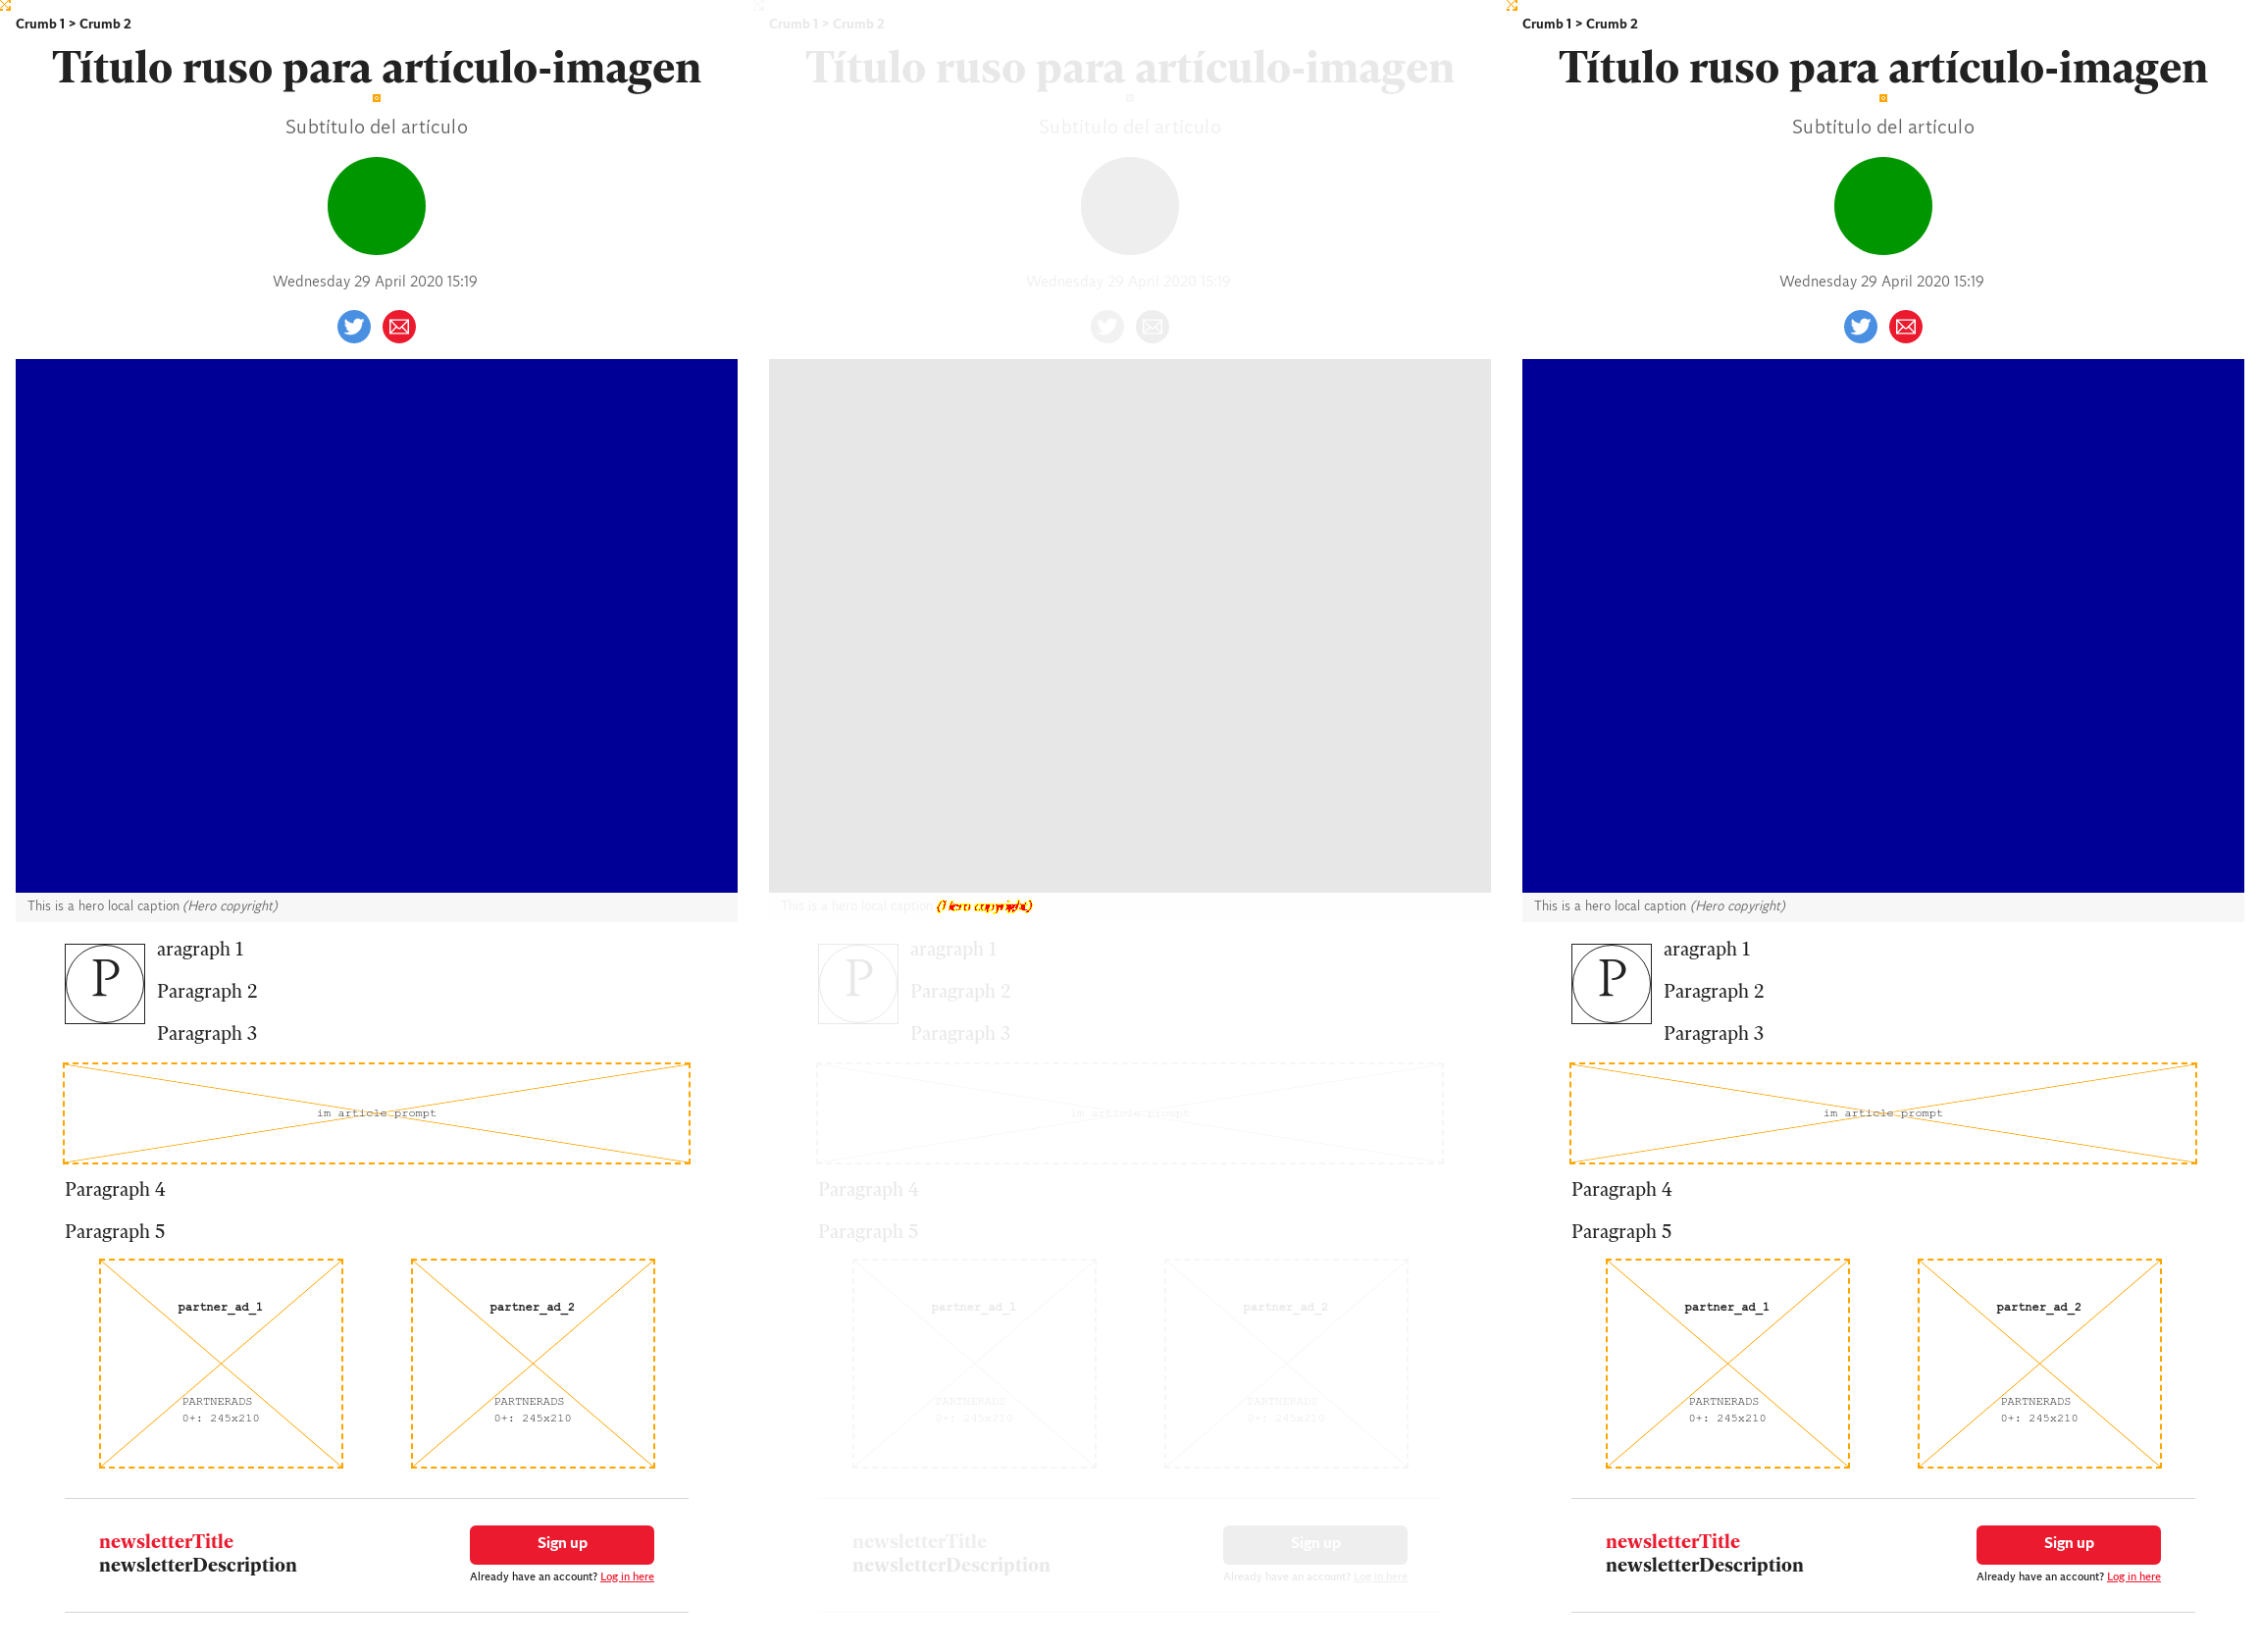 Crumb 1 > Crumb 2
Título ruso para artículo-imagen
Subtítulo del artículo
Wednesday 29 April 2020 15:19
This is a hero local caption (Hero copyright)
P
aragraph 1
Paragraph 2
Paragraph 3
im article prompt
Paragraph 4
Paragraph 5
partner_ad_1
PARTNERADS
0+: 245x210
partner_ad_2
PARTNERADS
0+: 245x210
newsletterTitle
newsletterDescription
Sign up
Already have an account? Log in here
Crumb 1 > Crumb 2
Título ruso para artículo-imagen
Subtítulo del artículo
Wednesday 29 April 2020 15:19
This is a hero local caption (Hero copyright)
P
aragraph 1
Paragraph 2
Paragraph 3
im article prompt
Paragraph 4
Paragraph 5
partner_ad_1
PARTNERADS
0+: 245x210
partner_ad_2
PARTNERADS
0+: 245x210
newsletterTitle
newsletterDescription
Sign up
Already have an account? Log in here
Crumb 1 > Crumb 2
Título ruso para artículo-imagen
Subtítulo del artículo
Wednesday 29 April 2020 15:19
This is a hero local caption (Hero copyright)
P
aragraph 1
Paragraph 2
Paragraph 3
im article prompt
Paragraph 4
Paragraph 5
partner_ad_1
PARTNERADS
0+: 245x210
partner_ad_2
PARTNERADS
0+: 245x210
newsletterTitle
newsletterDescription
Sign up
Already have an account? Log in here